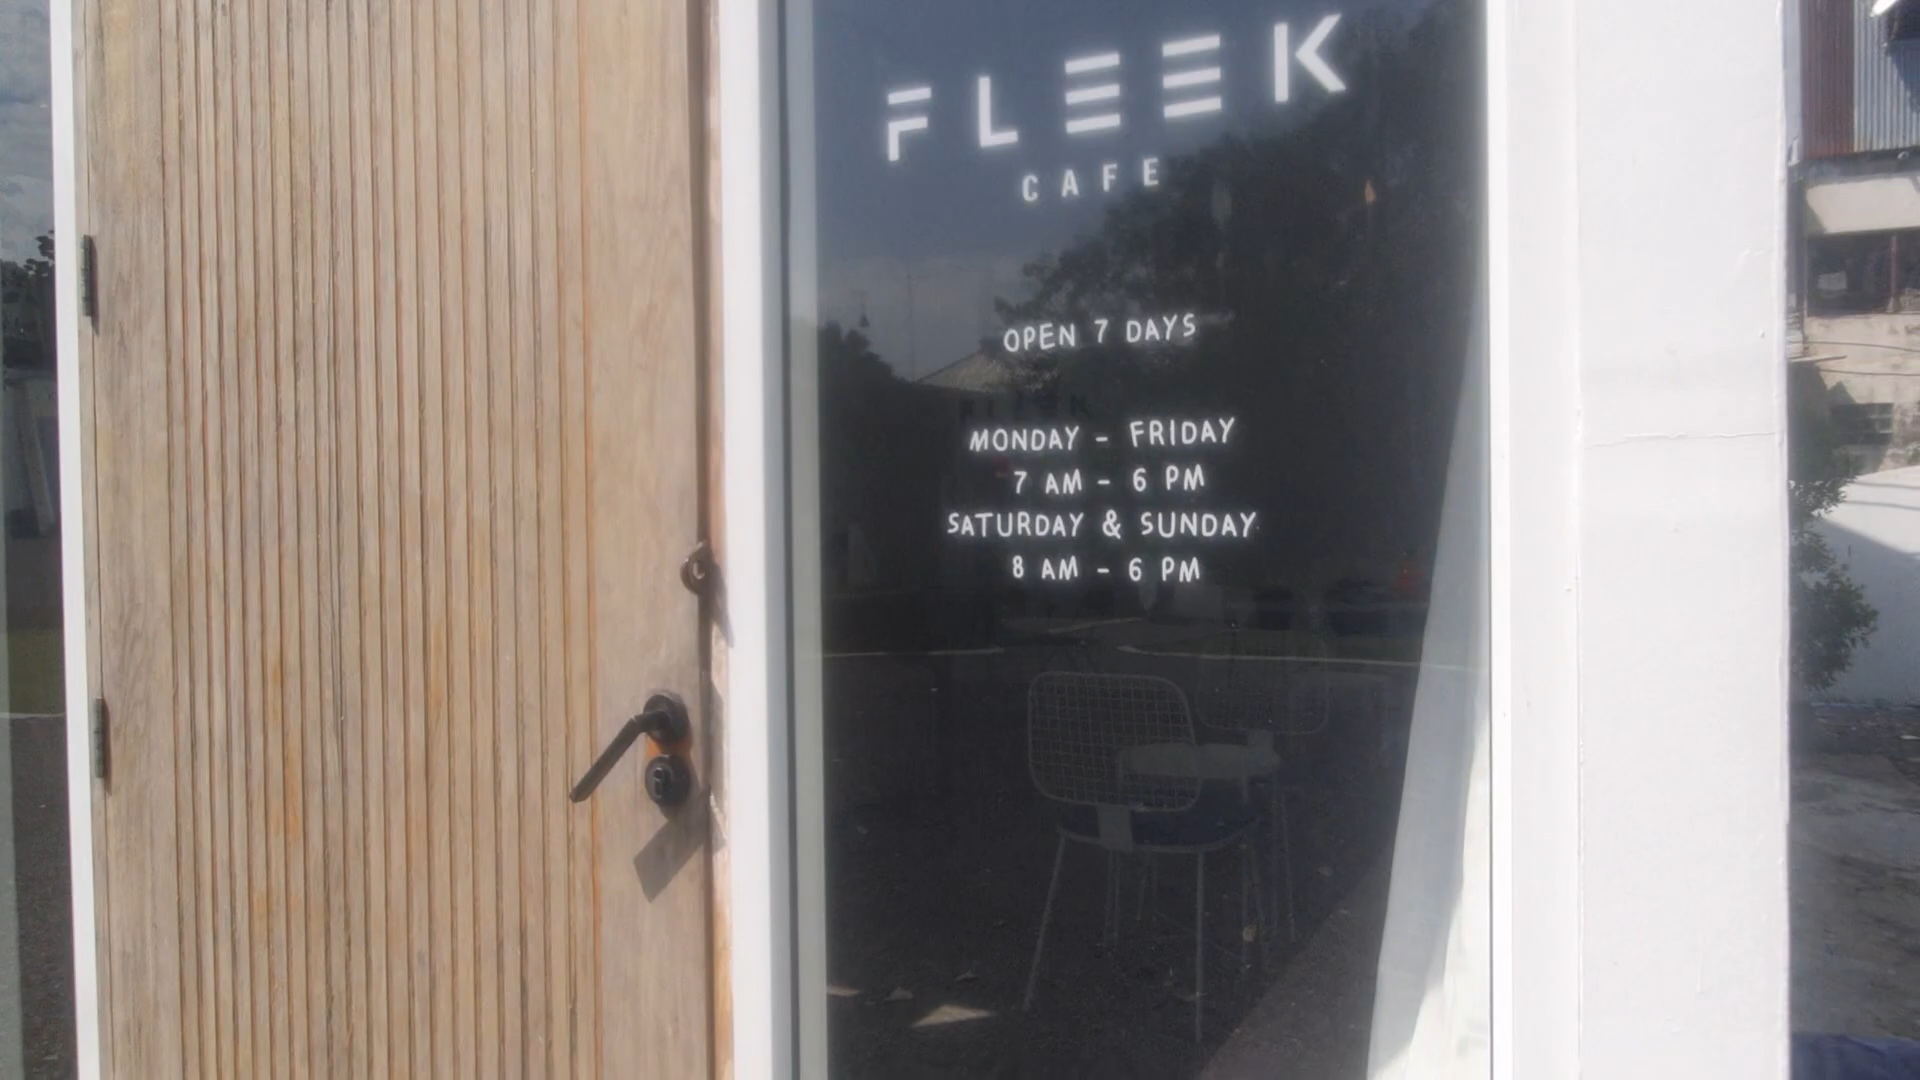 FLEEK
CAFE
OPEN 7 DAYS
MONDAY - FRIDAY
7 AM - 6 PM
SATURDAY & SUNDAY
8 AM - 6 PM